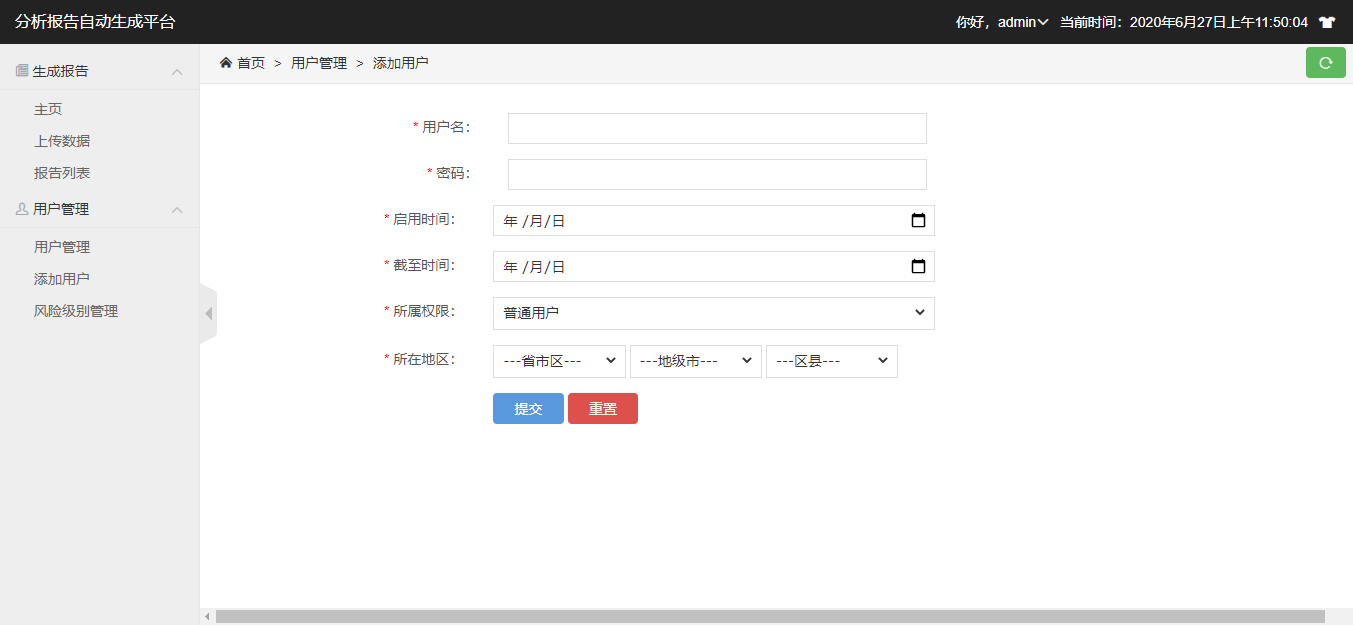 分析报告自动生成平台
你好，admin 当前时间：2020年6月27日上午11:50:04
生成报告
主页
上传数据
报告列表
用户管理
用户管理
添加用户
风险级别管理
首页 > 用户管理 > 添加用户
* 用户名：
* 密码：
* 启用时间： 年 /月/日
* 截至时间： 年 /月/日
* 所属权限： 普通用户
* 所在地区： ---省市区--- ---地级市--- ---区县---
提交 重置